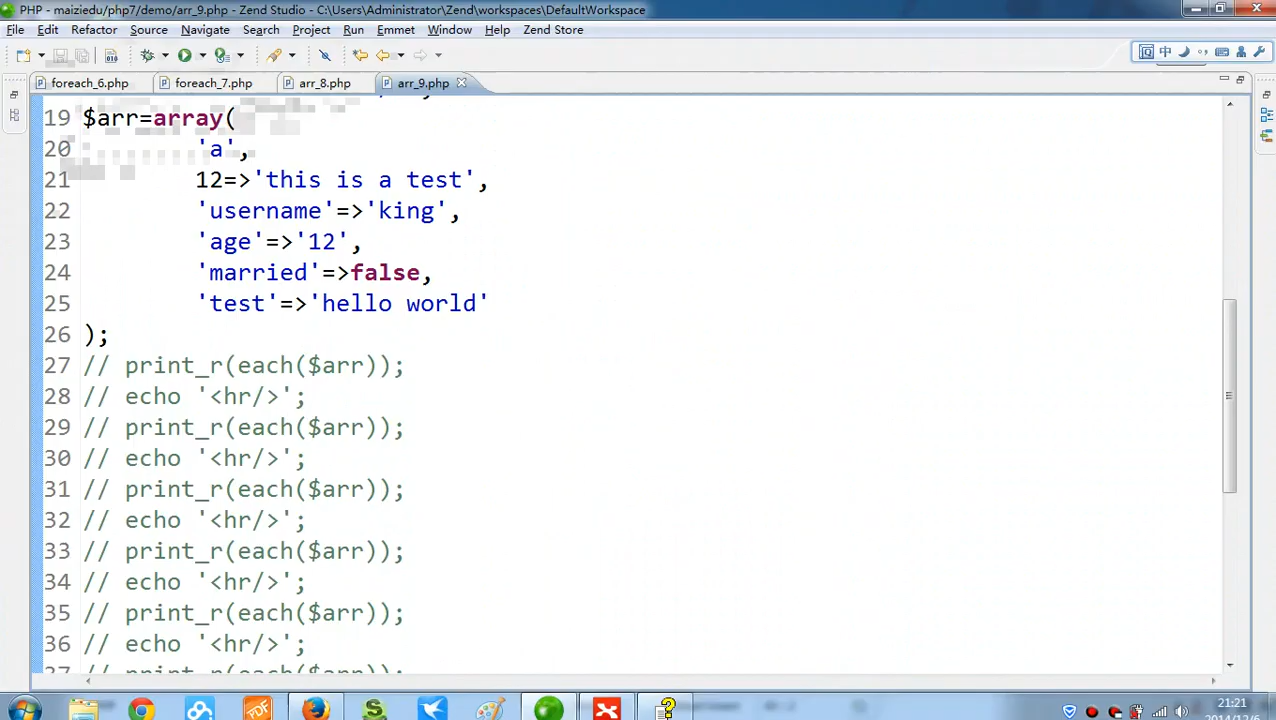 PHP - maiziedu/php7/demo/arr_9.php - Zend Studio - C:\Users\Administrator\Zend\workspaces\DefaultWorkspace
File Edit Refactor Source Navigate Search Project Run Emmet Window Help Zend Store
中
foreach_6.php foreach_7.php arr_8.php arr_9.php
19 $arr=array(
20 'a',
21 12=>'this is a test',
22 'username'=>'king',
23 'age'=>'12',
24 'married'=>false,
25 'test'=>'hello world'
26 );
27 // print_r(each($arr));
28 // echo '<hr/>';
29 // print_r(each($arr));
30 // echo '<hr/>';
31 // print_r(each($arr));
32 // echo '<hr/>';
33 // print_r(each($arr));
34 // echo '<hr/>';
35 // print_r(each($arr));
36 // echo '<hr/>';
37 // print_r(each($arr));
21:21
2014/12/6